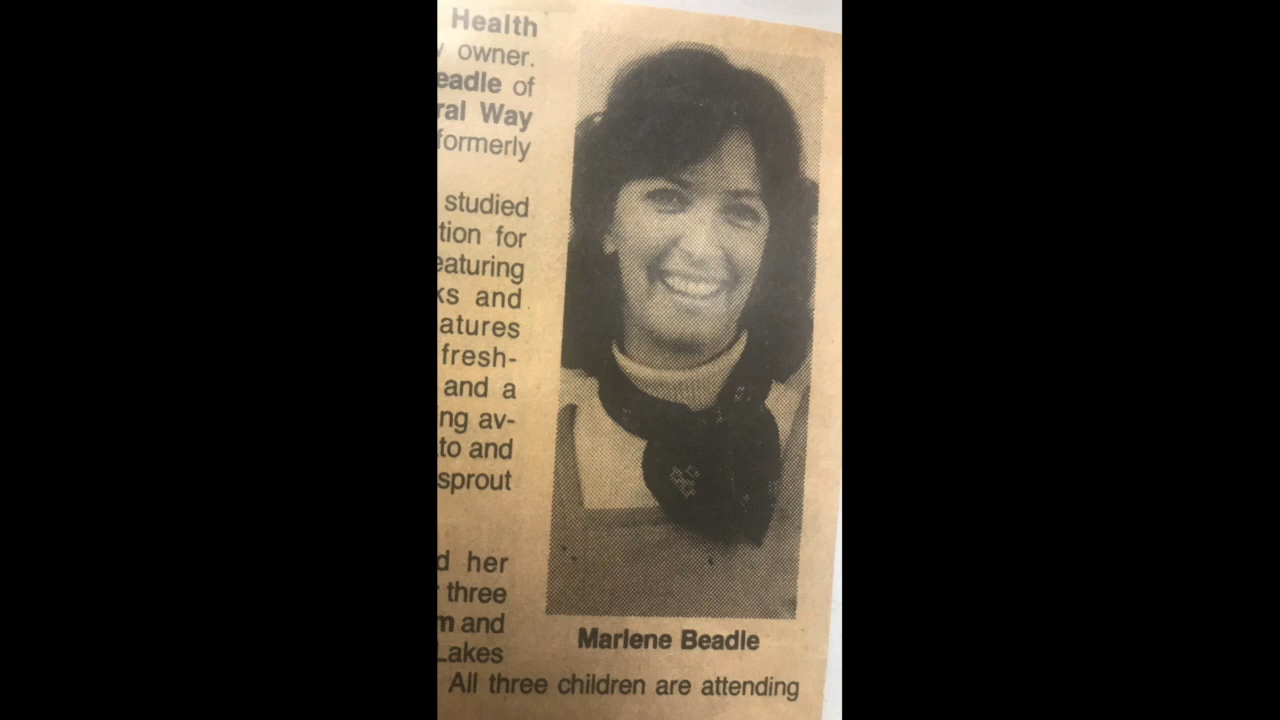 Health
owner.
eadle of
ral Way
formerly
studied
tion for
eaturing
ks and
atures
fresh-
and a
ng av-
to and
sprout
d her
three
m and
Lakes
Marlene Beadle
All three children are attending